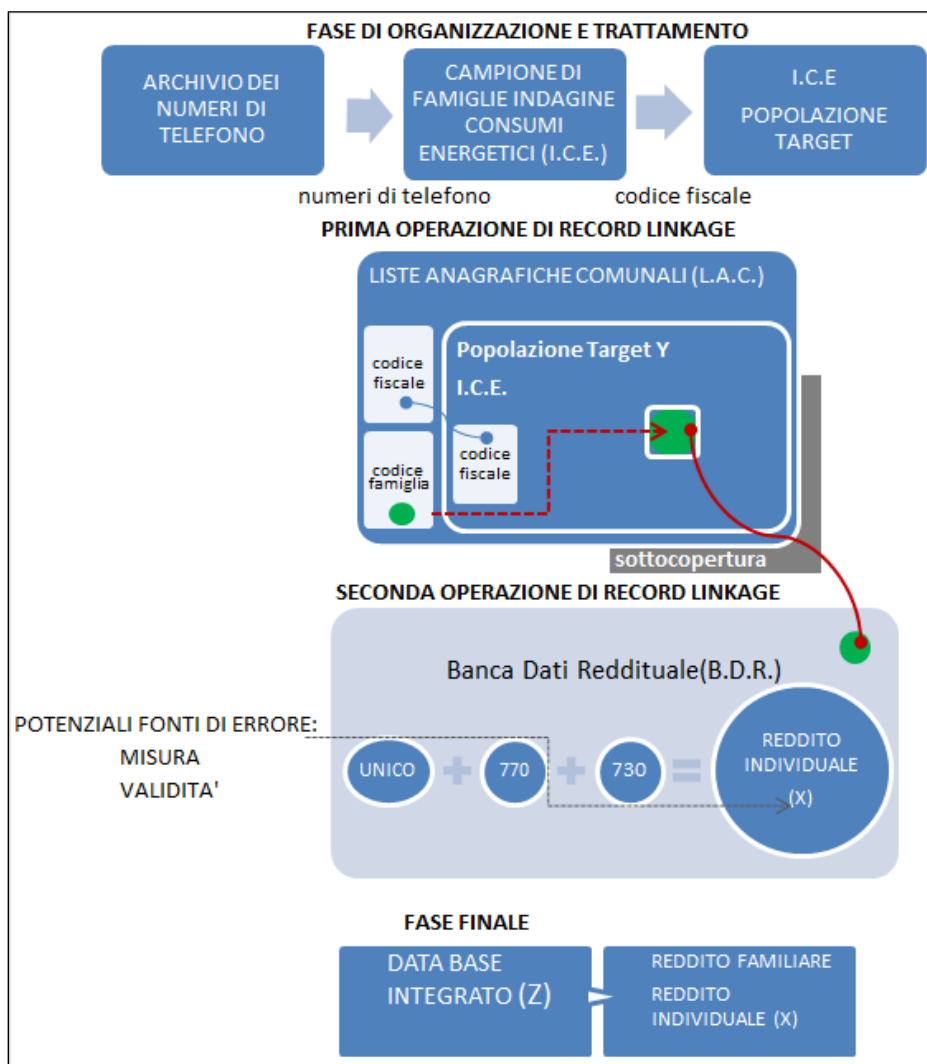 FASE DI ORGANIZZAZIONE E TRATTAMENTO
ARCHIVIO DEI
NUMERI DI
TELEFONO
CAMPIONE DI
FAMIGLIE INDAGINE
CONSUMI
ENERGETICI (I.C.E.)
I.C.E
POPOLAZIONE
TARGET
numeri di telefono
codice fiscale
PRIMA OPERAZIONE DI RECORD LINKAGE
LISTE ANAGRAFICHE COMUNALI (L.A.C.)
codice
fiscale
codice
famiglia
Popolazione Target Y
I.C.E.
codice
fiscale
sottocopertura
SECONDA OPERAZIONE DI RECORD LINKAGE
Banca Dati Reddituale(B.D.R.)
POTENZIALI FONTI DI ERRORE:
MISURA
VALIDITA'
UNICO + 770 + 730 =
REDDITO
INDIVIDUALE
(X)
FASE FINALE
DATA BASE
INTEGRATO (Z)
REDDITO FAMILIARE
REDDITO
INDIVIDUALE (X)